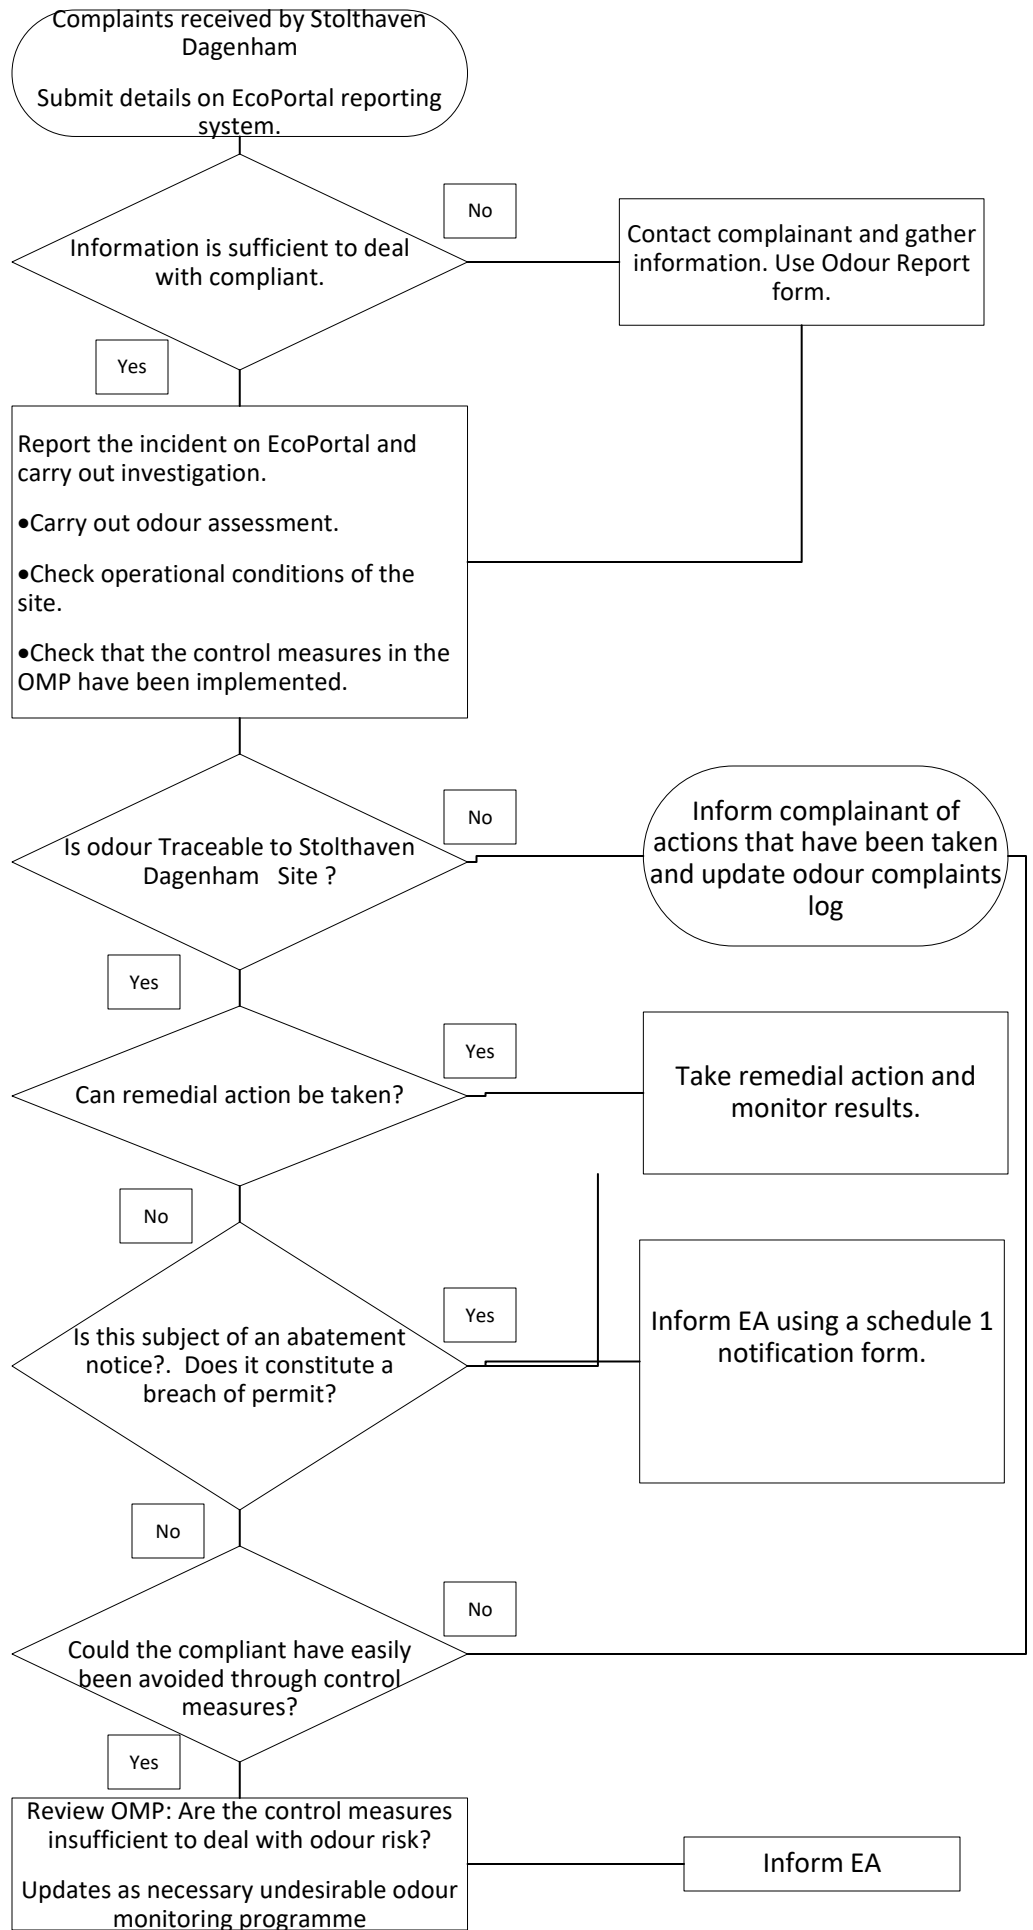 Complaints received by Stolthaven
Dagenham
Submit details on EcoPortal reporting
system.
No
Information is sufficient to deal
with compliant.
Contact complainant and gather
information. Use Odour Report
form.
Yes
Report the incident on EcoPortal and
carry out investigation.
•Carry out odour assessment.
•Check operational conditions of the
site.
•Check that the control measures in the
OMP have been implemented.
No
Is odour Traceable to Stolthaven
Dagenham   Site ?
Inform complainant of
actions that have been taken
and update odour complaints
log
Yes
Yes
Can remedial action be taken?
Take remedial action and
monitor results.
No
Yes
Is this subject of an abatement
notice?.  Does it constitute a
breach of permit?
Inform EA using a schedule 1
notification form.
No
No
Could the compliant have easily
been avoided through control
measures?
Yes
Review OMP: Are the control measures
insufficient to deal with odour risk?
Updates as necessary undesirable odour
monitoring programme
Inform EA